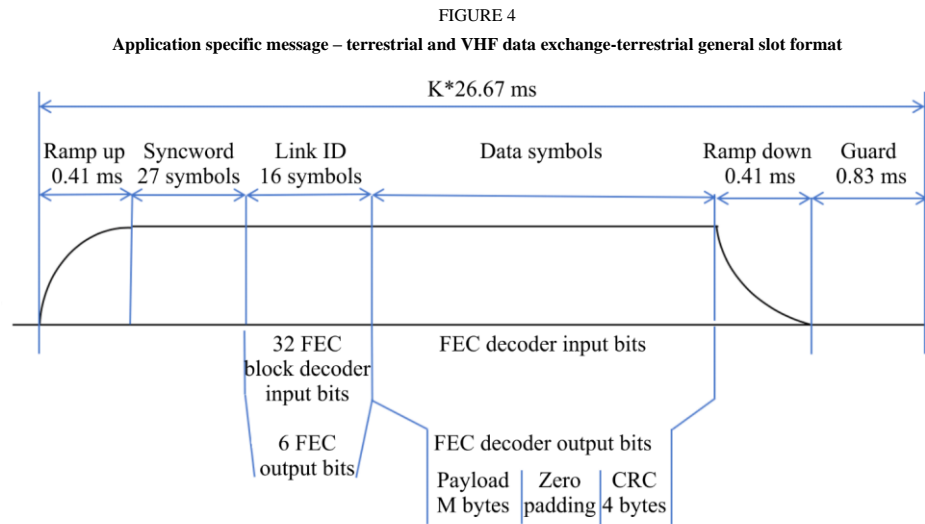 FIGURE 4
Application specific message – terrestrial and VHF data exchange-terrestrial general slot format
K*26.67 ms
Ramp up Syncword Link ID Data symbols Ramp down Guard
0.41 ms 27 symbols 16 symbols 0.41 ms 0.83 ms
32 FEC FEC decoder input bits
block decoder
input bits
6 FEC FEC decoder output bits
output bits
Payload Zero CRC
M bytes padding 4 bytes